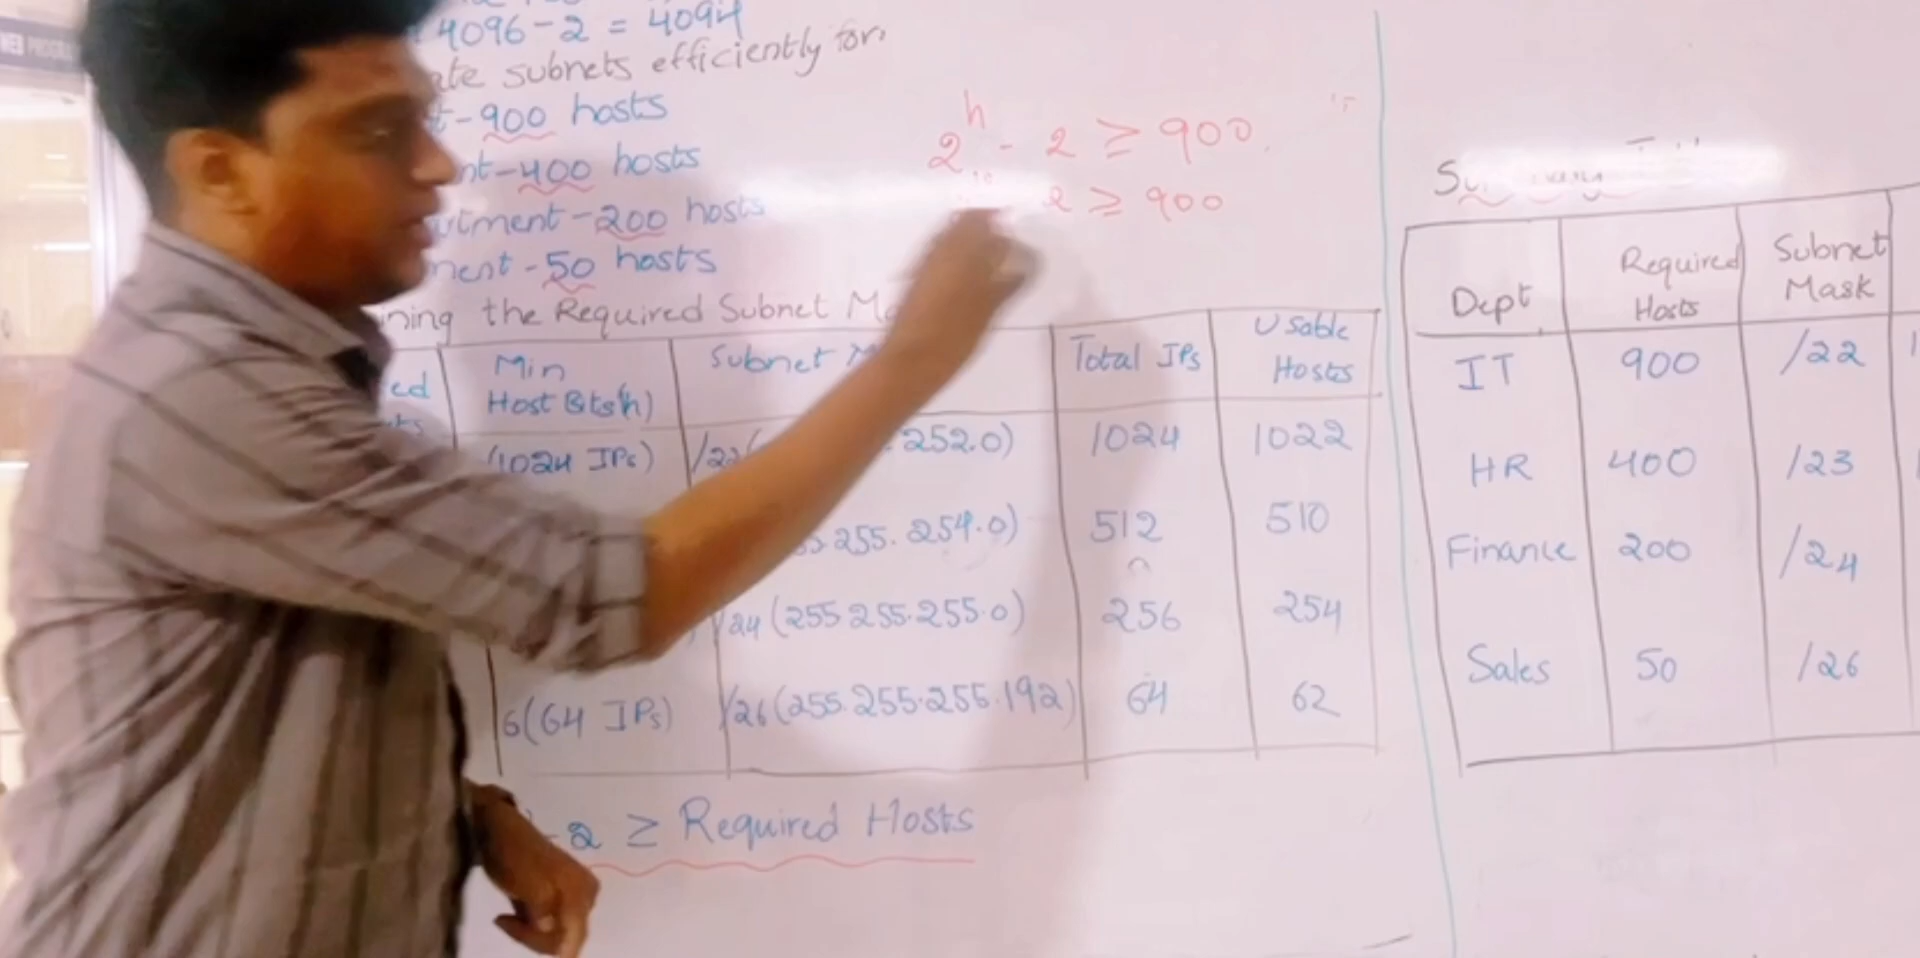 4096-2 = 4094
ate subnets efficiently for
t-900 hosts
nt-400 hosts
rtment-200 hosts
ment-50 hosts
2^h - 2 ≥ 900
2 ≥ 900
ining the Required Subnet Ma
ed
Min Host Bits(h)
Subnet M
Total IPs
Usable Hosts
(1024 IPs) /22( 252.0) 1024 1022
255.254.0) 512 510
/24 (255.255.255.0) 256 254
6(64 IPs) /26(255.255.255.192) 64 62
-2 ≥ Required Hosts
Dept Required Hosts Subnet Mask
IT 900 /22
HR 400 /23
Finance 200 /24
Sales 50 /26